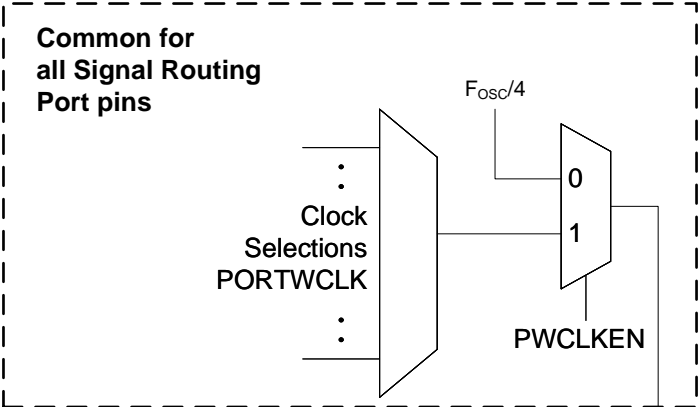 Common for
all Signal Routing
Port pins
FOSC/4
0
1
Clock
Selections
PORTWCLK
PWCLKEN